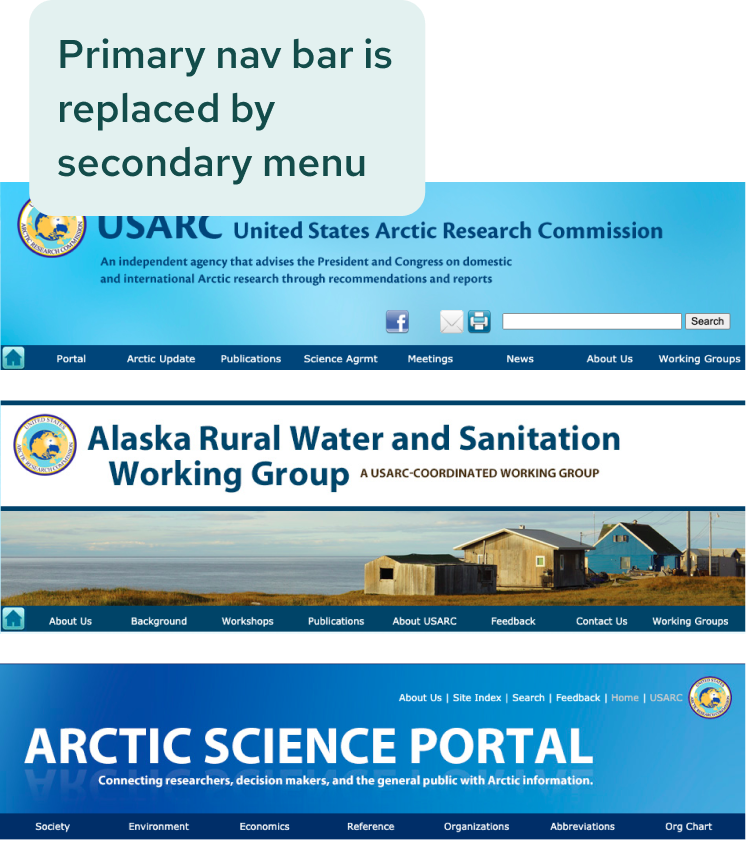 Primary nav bar is
replaced by
secondary menu
USARC United States Arctic Research Commission
An independent agency that advises the President and Congress on domestic
and international Arctic research through recommendations and reports
f
Search
Portal Arctic Update Publications Science Agrmt Meetings News About Us Working Groups
Alaska Rural Water and Sanitation
Working Group A USARC-COORDINATED WORKING GROUP
About Us Background Workshops Publications About USARC Feedback Contact Us Working Groups
About Us | Site Index | Search | Feedback | Home | USARC
ARCTIC SCIENCE PORTAL
Connecting researchers, decision makers, and the general public with Arctic information.
Society Environment Economics Reference Organizations Abbreviations Org Chart